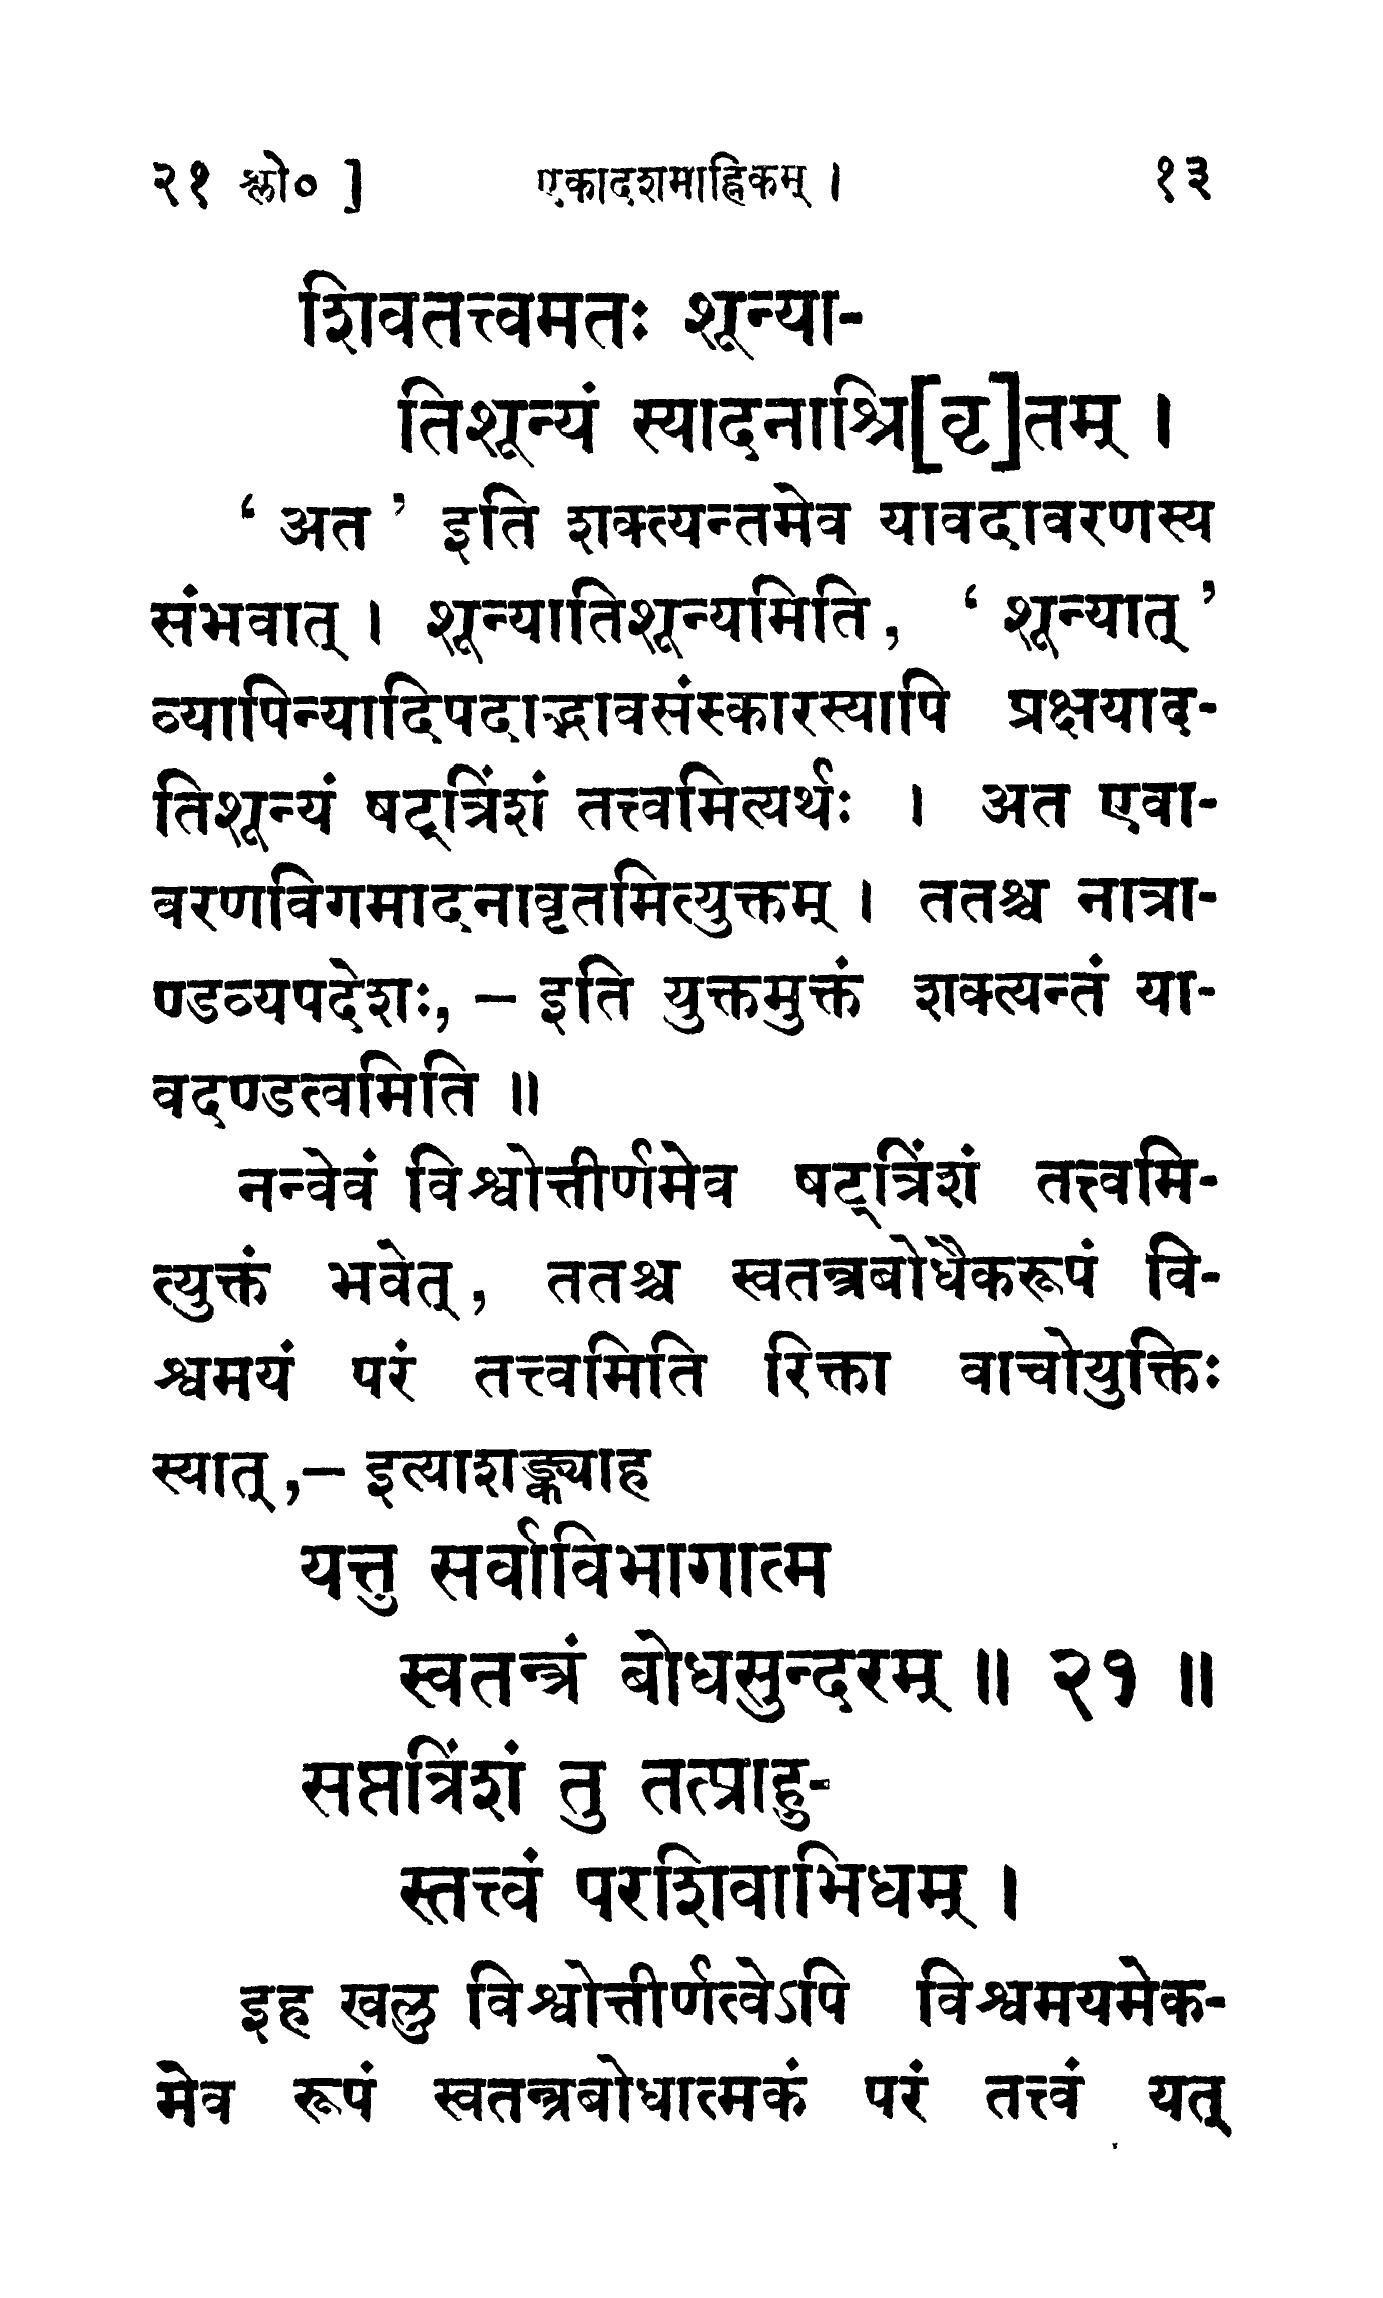 २१ श्लो० ] एकादशमाह्निकम् । १३
शिवतत्त्वमतः शून्या-
तिशून्यं स्यादनाश्रि[वृ]तम् ।
‘ अत ’ इति शक्त्यन्तमेव यावदावरणस्य
संभवात् । शून्यातिशून्यमिति, ‘ शून्यात् ’
व्यापिन्यादिपदाद्भावसंस्कारस्यापि प्रक्षयाद-
तिशून्यं षट्त्रिंशं तत्त्वमित्यर्थः । अत एवा-
वरणविगमादनावृतमित्युक्तम् । ततश्च नात्रा-
ण्डव्यपदेशः, – इति युक्तमुक्तं शक्त्यन्तं या-
वदण्डत्वमिति ॥
नन्वेवं विश्वोत्तीर्णमेव षट्त्रिंशं तत्त्वमि-
त्युक्तं भवेत्, ततश्च स्वतन्त्रबोधैकरूपं वि-
श्वमयं परं तत्त्वमिति रिक्ता वाचोयुक्तिः
स्यात्,– इत्याशङ्क्याह
यत्तु सर्वाविभागात्म
स्वतन्त्रं बोधसुन्दरम् ॥ २१ ॥
सप्तत्रिंशं तु तत्प्राहु-
स्तत्त्वं परशिवाभिधम् ।
इह खलु विश्वोत्तीर्णत्वेऽपि विश्वमयमेक-
मेव रूपं स्वतन्त्रबोधात्मकं परं तत्त्वं यत्